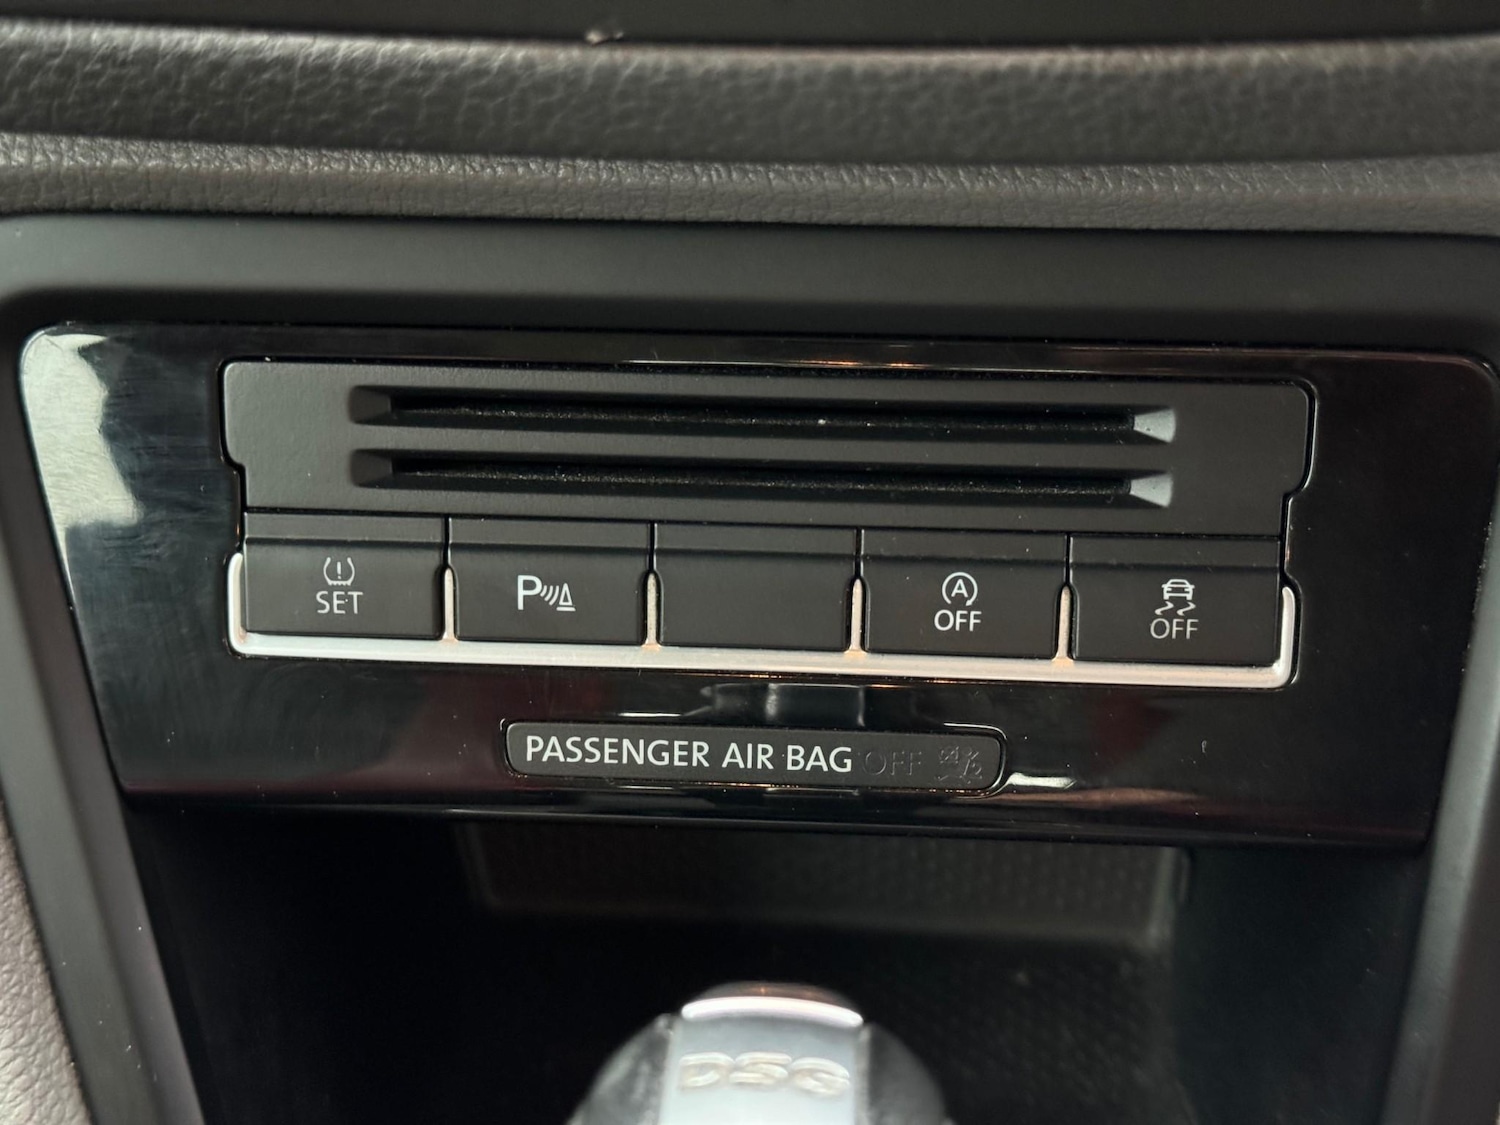 SET
P
A
OFF
OFF
PASSENGER AIR BAG OFF
DSG